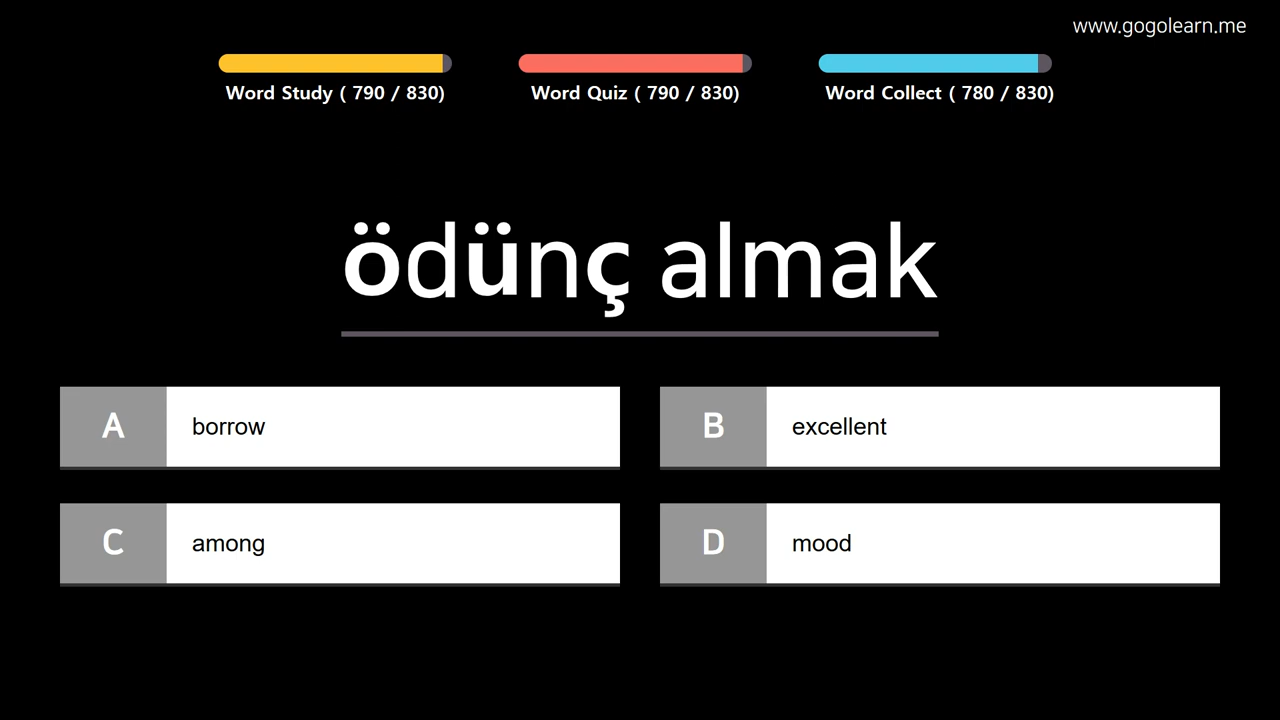 www.gogolearn.me
Word Study ( 790 / 830)
Word Quiz ( 790 / 830)
Word Collect ( 780 / 830)
ödünç almak
A borrow
B excellent
C among
D mood